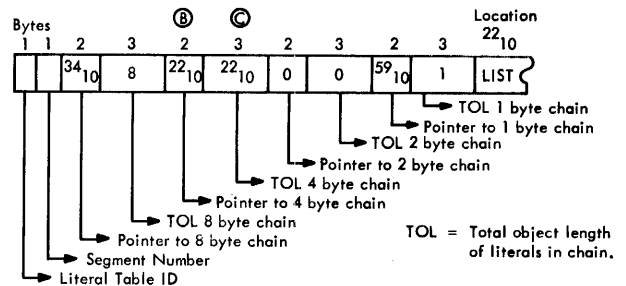 Bytes Ⓑ Ⓒ Location
1 1 2 3 2 3 2 3 2 3 22₁₀
34₁₀ 8 22₁₀ 22₁₀ 0 0 59₁₀ 1 LIST
TOL 1 byte chain
Pointer to 1 byte chain
TOL 2 byte chain
Pointer to 2 byte chain
TOL 4 byte chain
Pointer to 4 byte chain
TOL 8 byte chain
Pointer to 8 byte chain
Segment Number
Literal Table ID
TOL = Total object length
of literals in chain.